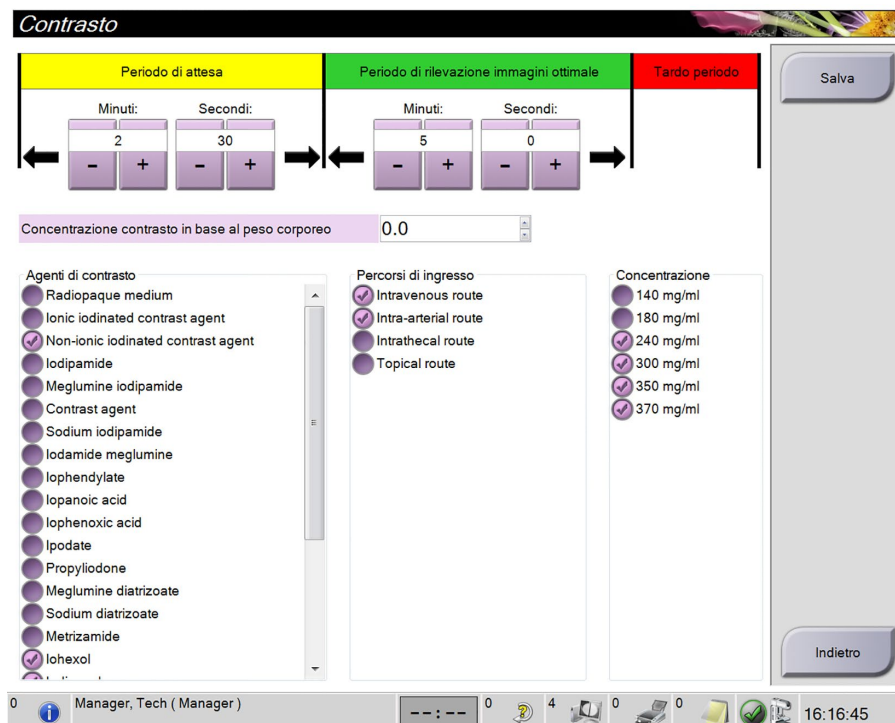 Contrasto
Periodo di attesa
Periodo di rilevazione immagini ottimale
Tardo periodo
Salva
Minuti:
Secondi:
Minuti:
Secondi:
2
30
5
0
- +
- +
- +
- +
Concentrazione contrasto in base al peso corporeo
0.0
Agenti di contrasto
Radiopaque medium
Ionic iodinated contrast agent
Non-ionic iodinated contrast agent
Iodipamide
Meglumine iodipamide
Contrast agent
Sodium iodipamide
Iodamide meglumine
Iophendylate
Iopanoic acid
Iophenoxic acid
Ipodate
Propyliodone
Meglumine diatrizoate
Sodium diatrizoate
Metrizamide
Iohexol
Percorsi di ingresso
Intravenous route
Intra-arterial route
Intrathecal route
Topical route
Concentrazione
140 mg/ml
180 mg/ml
240 mg/ml
300 mg/ml
350 mg/ml
370 mg/ml
Indietro
0
Manager, Tech ( Manager )
--:--
0
4
0
0
16:16:45